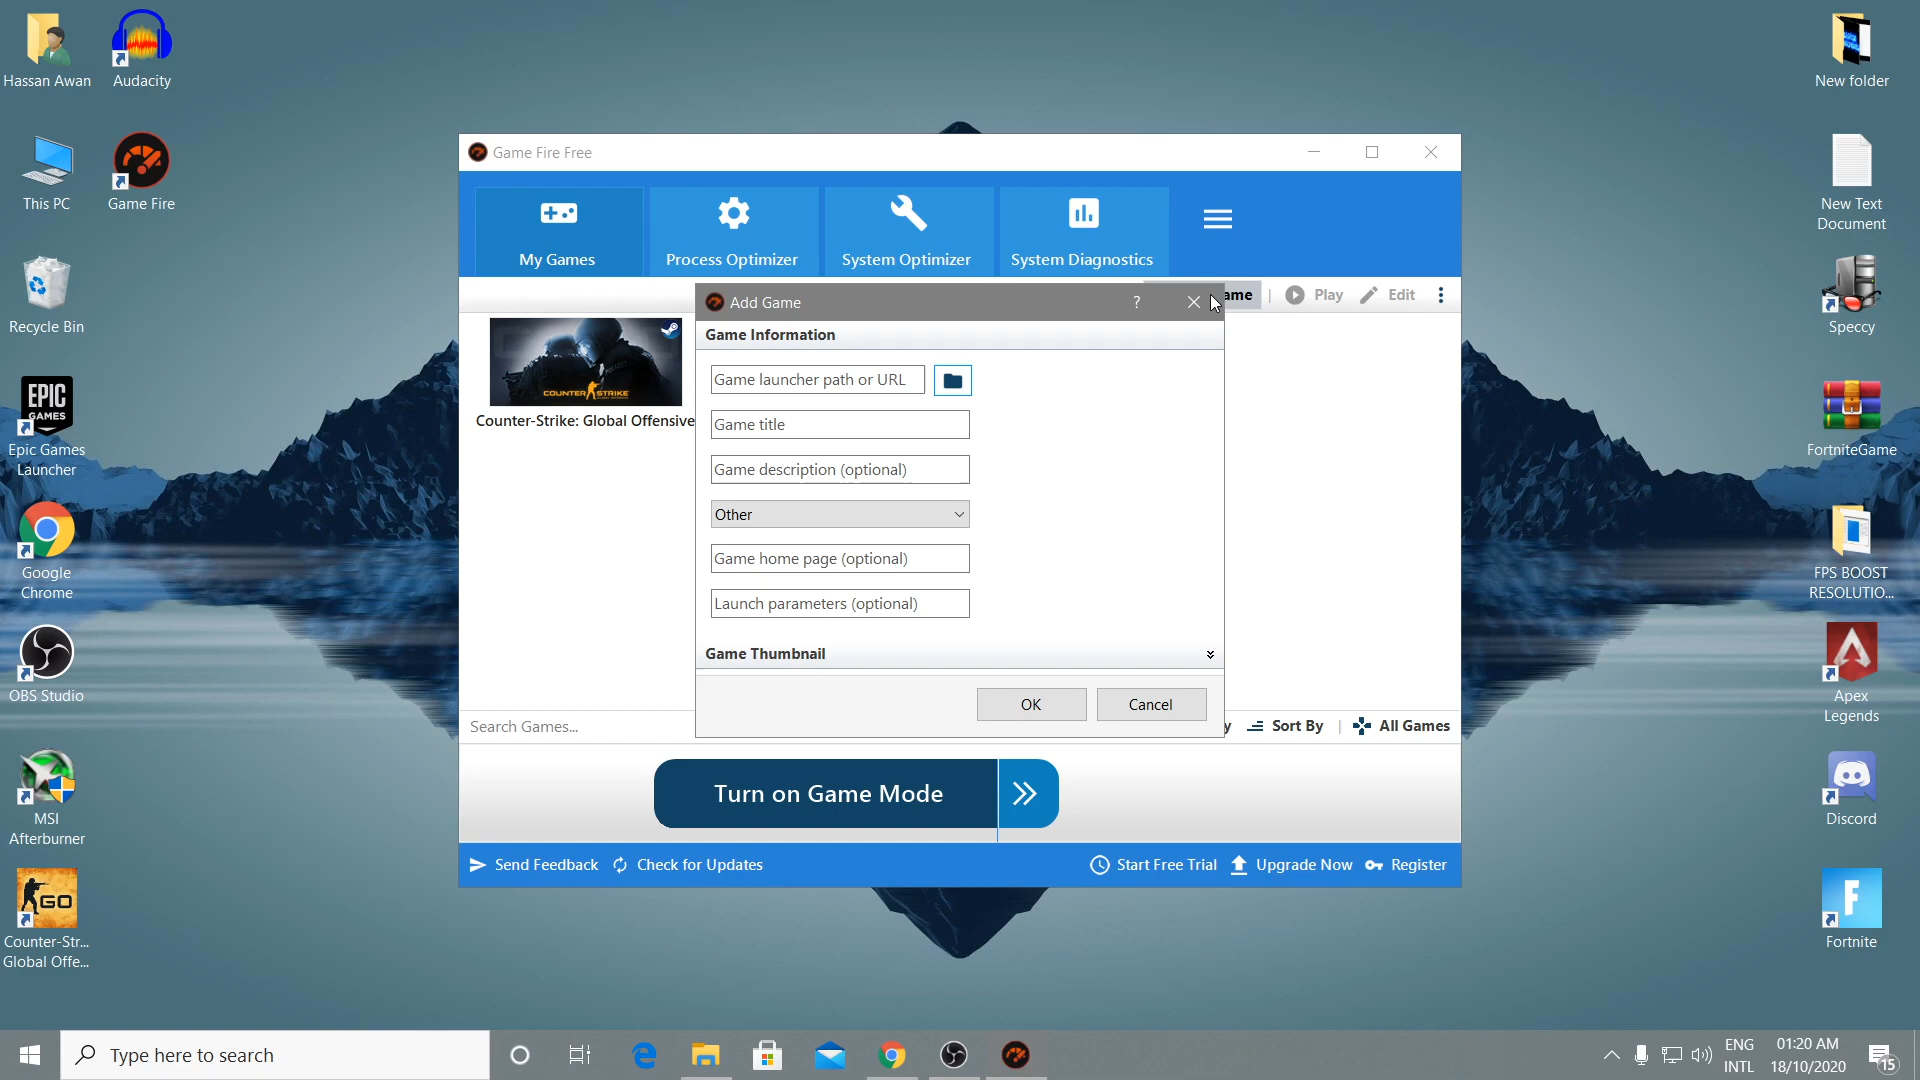 Hassan Awan
Audacity
This PC
Game Fire
Recycle Bin
EPIC
GAMES
Epic Games
Launcher
Google
Chrome
OBS Studio
MSI
Afterburner
GO
Counter-Str...
Global Offe...
Game Fire Free
My Games
Process Optimizer
System Optimizer
System Diagnostics
Play
Edit
COUNTER STRIKE
Counter-Strike: Global Offensive
Add Game
?
Game Information
Game launcher path or URL
Game title
Game description (optional)
Other
Game home page (optional)
Launch parameters (optional)
Game Thumbnail
OK
Cancel
Search Games...
Sort By
All Games
Turn on Game Mode
Send Feedback
Check for Updates
Start Free Trial
Upgrade Now
Register
New folder
New Text
Document
Speccy
FortniteGame
FPS BOOST
RESOLUTIO...
Apex
Legends
Discord
F
Fortnite
Type here to search
ENG
INTL
01:20 AM
18/10/2020
15